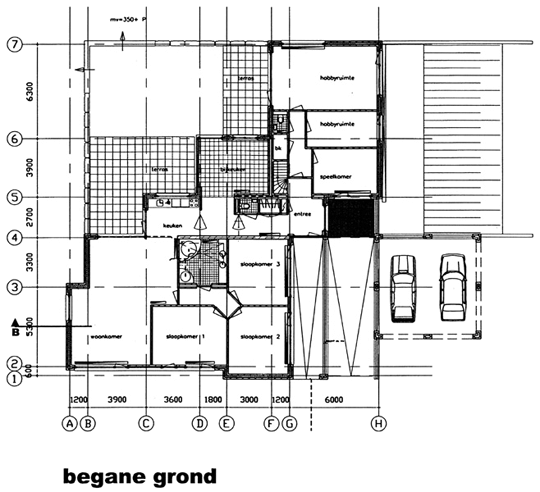 mv=350+ P
7
6300
terras
hobbyruimte
hobbyruimte
6
bk
3900
terras
bijkeuken
speelkamer
5
2700
keuken
entree
4
3300
slaapkamer 3
3
B
5300
woonkamer
slaapkamer 1
slaapkamer 2
2
600
1
1200 3900 3600 1800 3000 1200 6000
A B C D E F G H
begane grond